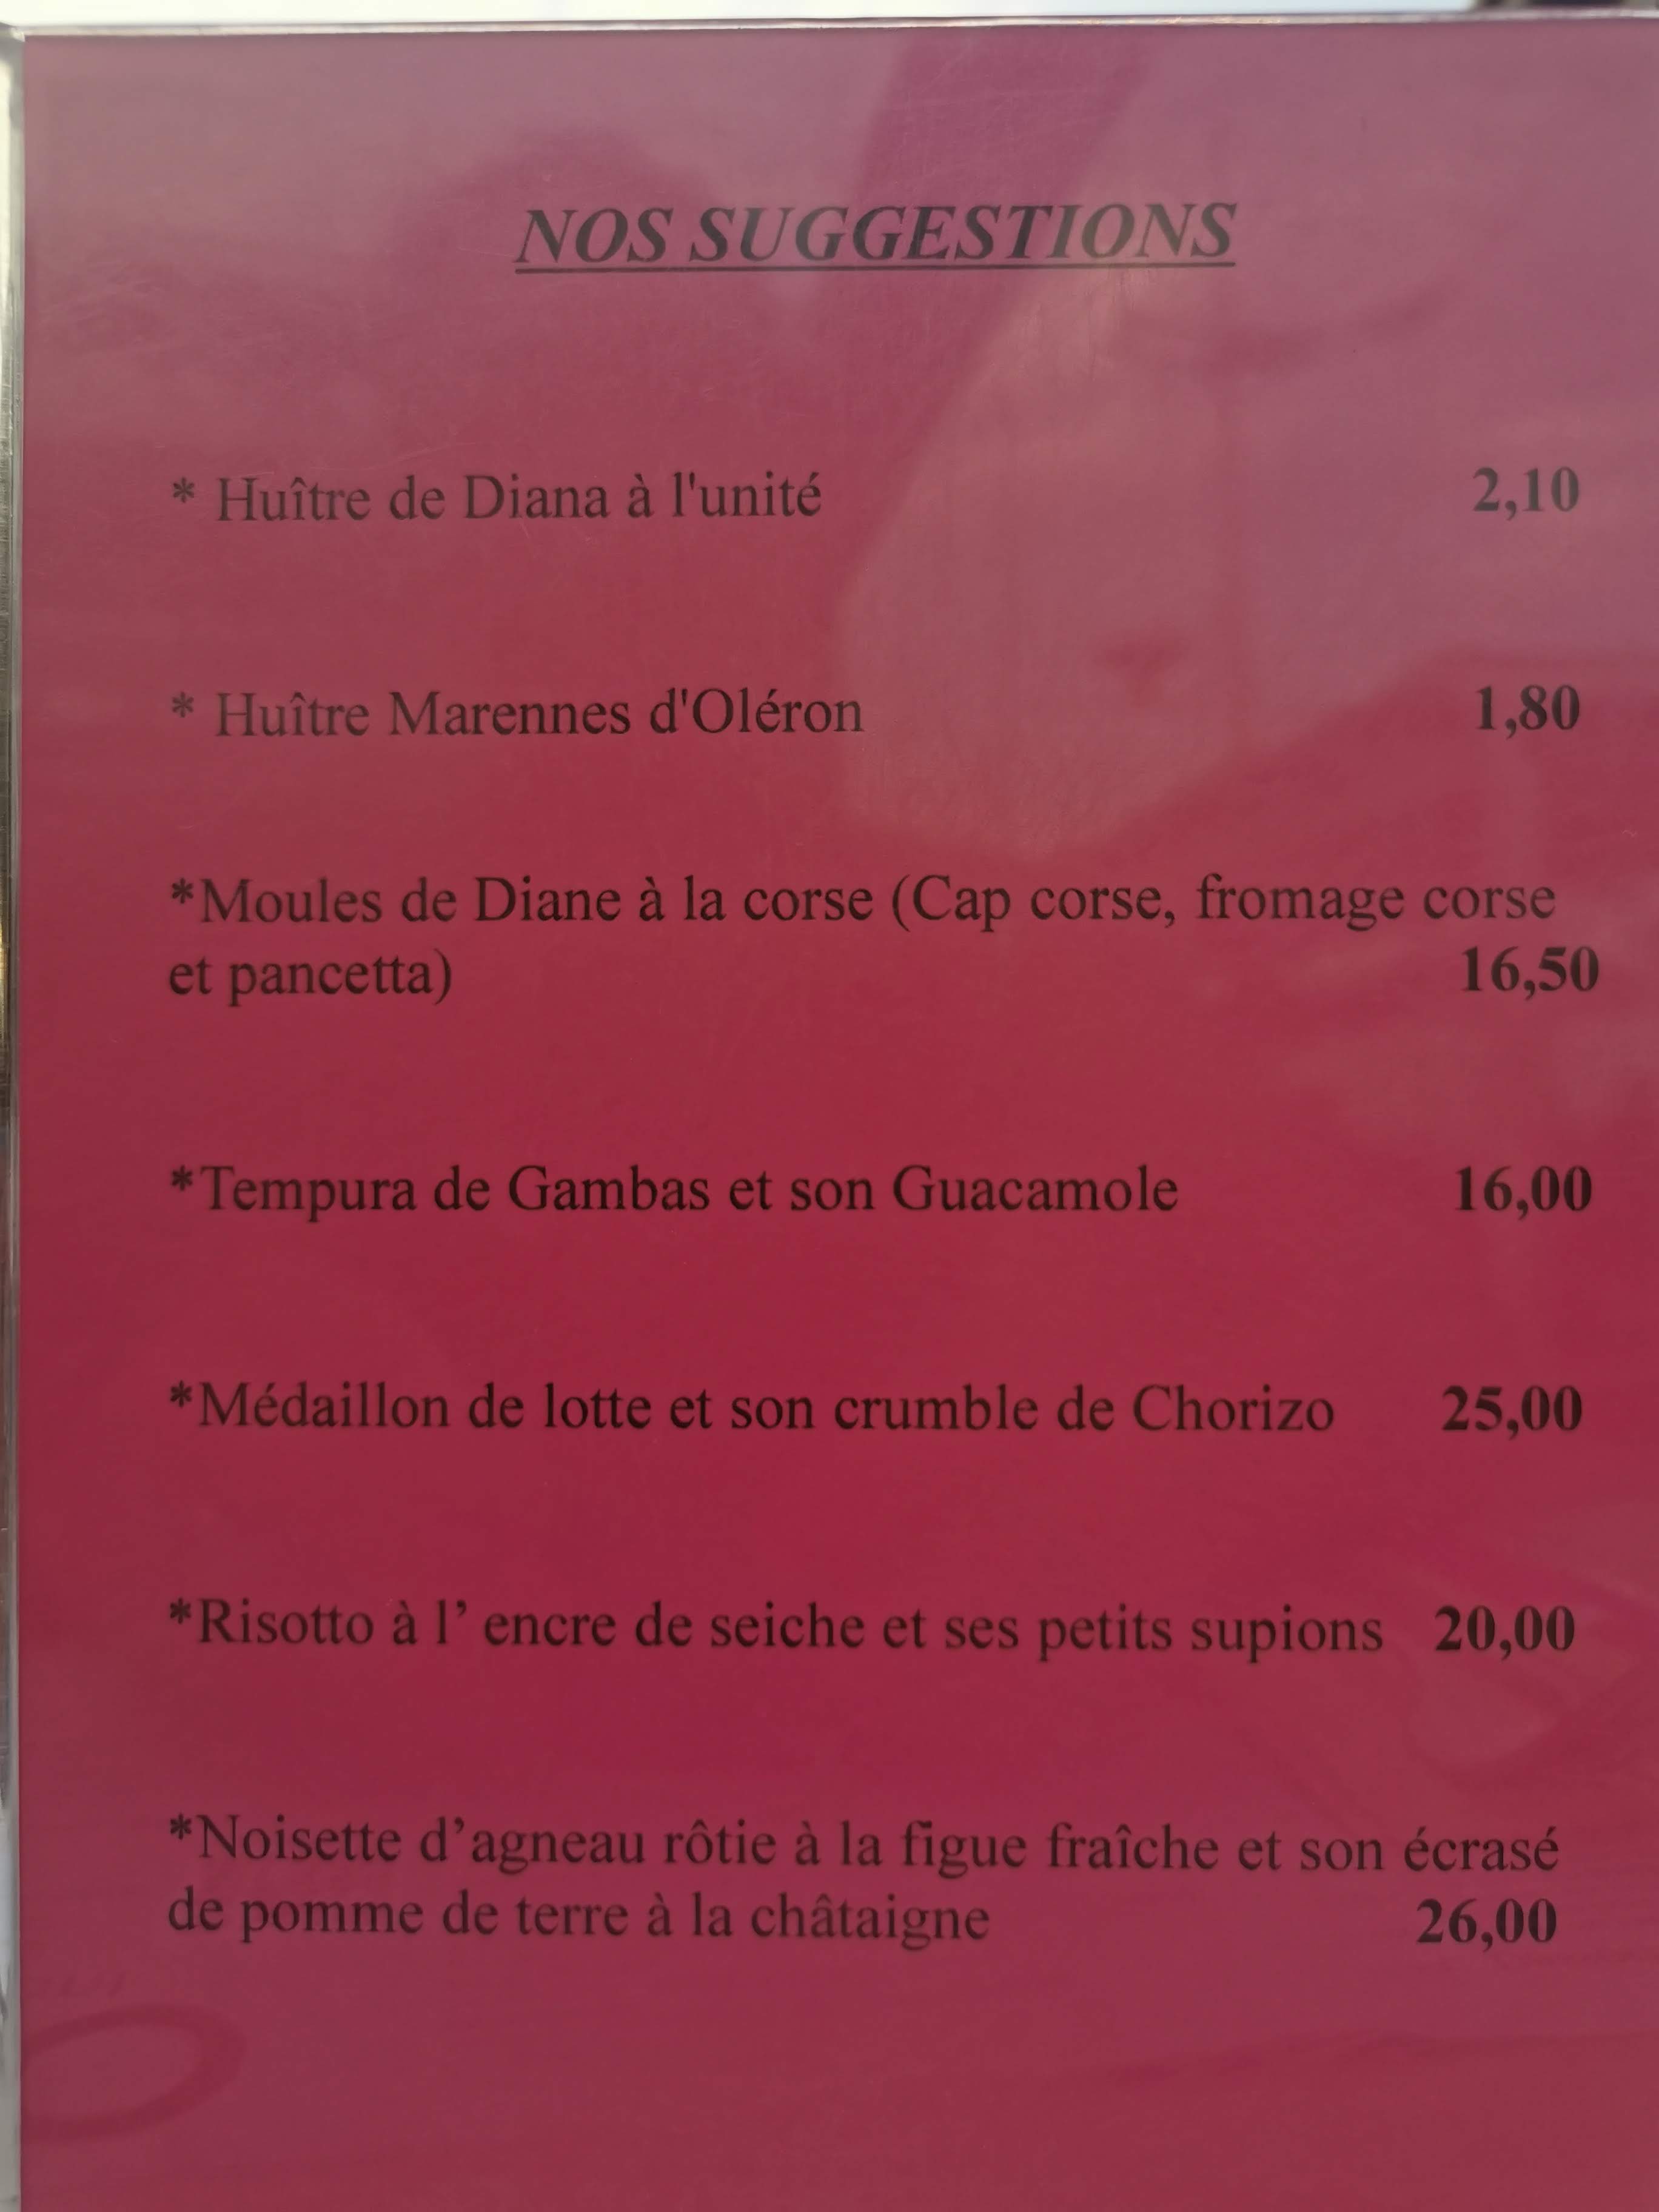 NOS SUGGESTIONS
* Huître de Diana à l'unité 2,10
* Huître Marennes d'Oléron 1,80
*Moules de Diane à la corse (Cap corse, fromage corse
et pancetta) 16,50
*Tempura de Gambas et son Guacamole 16,00
*Médaillon de lotte et son crumble de Chorizo 25,00
*Risotto à l’ encre de seiche et ses petits supions 20,00
*Noisette d’agneau rôtie à la figue fraîche et son écrasé
de pomme de terre à la châtaigne 26,00